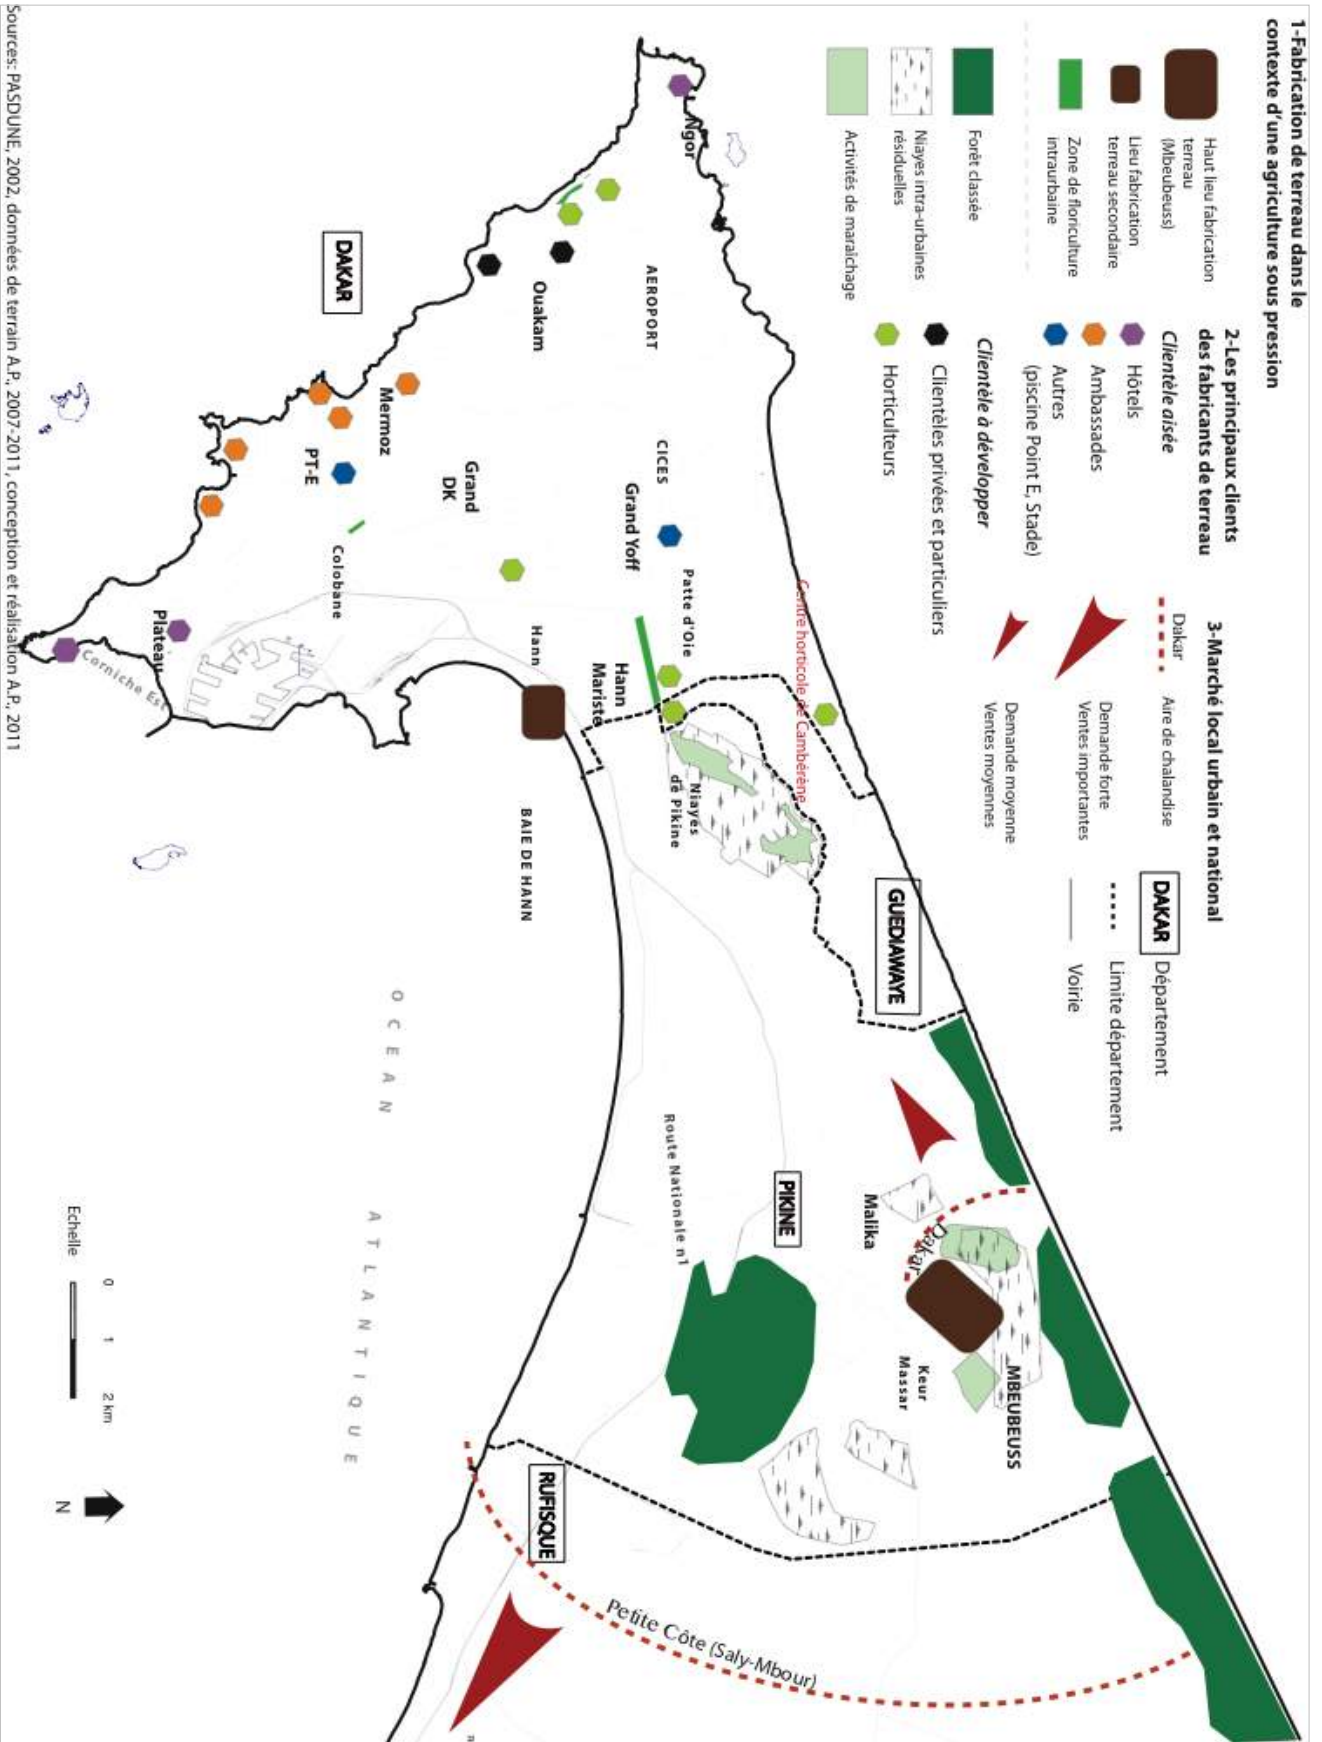 1-Fabrication de terreau dans le
contexte d'une agriculture sous pression
Haut lieu fabrication
terreau
(Mbeubeuss)
Lieu fabrication
terreau secondaire
Zone de floriculture
intraurbaine
Forêt classée
Niayes intra-urbaines
résiduelles
Activités de maraîchage
2-Les principaux clients
des fabricants de terreau
Clientèle aisée
Hôtels
Ambassades
Autres
(piscine Point E, Stade)
Clientèle à développer
Clientèles privées et particuliers
Horticulteurs
3-Marché local urbain et national
Dakar
Aire de chalandise
Demande forte
Ventes importantes
Demande moyenne
Ventes moyennes
DAKAR
Département
Limite département
Voirie
Ngor
AEROPORT
Ouakam
DAKAR
Mermoz
PT-E
Grand
DK
CICES
Grand Yoff
Patte d'Oie
Colobane
Plateau
Corniche Est
Hann
Hann
Mariste
Centre horticole de Cambérène
Niayes
de Pikine
BAIE DE HANN
GUEDIAWAYE
OCEAN
ATLANTIQUE
Route Nationale n°1
PIKINE
Malika
Dakar
Keur
Massar
MBEUBEUSS
RUFISQUE
Petite Côte (Saly-Mbour)
Echelle
0 1 2 km
N
Sources: PASDUNE, 2002, données de terrain A.P., 2007-2011, conception et réalisation A.P., 2011